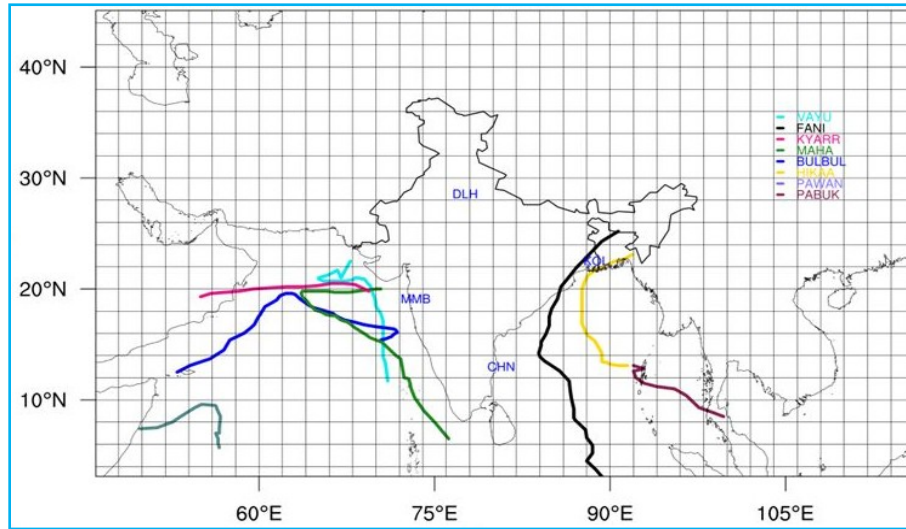 40°N
VAYU
FANI
KYARR
MAHA
BULBUL
HIKAA
PAWAN
PABUK
30°N
DLH
KOL
20°N
MMB
CHN
10°N
60°E 75°E 90°E 105°E